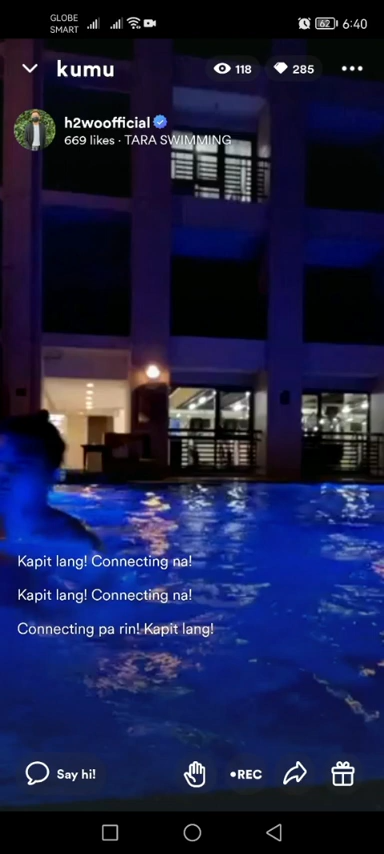 GLOBE
SMART
62
6:40
kumu
118
285
h2woofficial
669 likes · TARA SWIMMING
Kapit lang! Connecting na!
Kapit lang! Connecting na!
Connecting pa rin! Kapit lang!
Say hi!
•REC